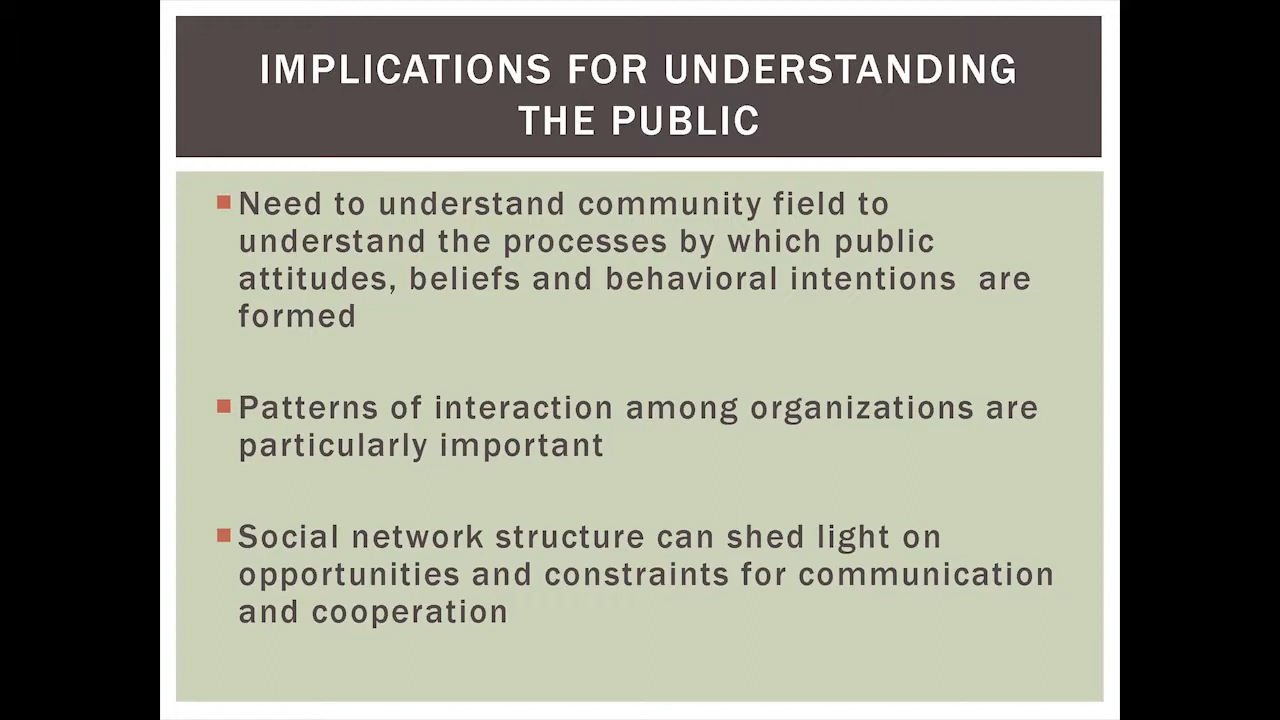 IMPLICATIONS FOR UNDERSTANDING
THE PUBLIC
Need to understand community field to
understand the processes by which public
attitudes, beliefs and behavioral intentions  are
formed
Patterns of interaction among organizations are
particularly important
Social network structure can shed light on
opportunities and constraints for communication
and cooperation